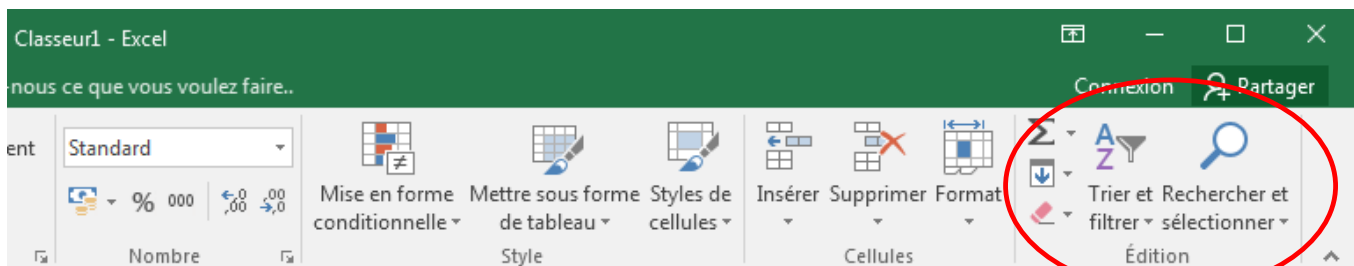 Classeur1 - Excel
-nous ce que vous voulez faire..
Connexion Partager
ent Standard
% 000 ,00 ,0
Mise en forme conditionnelle
Mettre sous forme de tableau
Styles de cellules
Insérer Supprimer Format
Σ
A
Z
Trier et filtrer
Rechercher et sélectionner
Nombre Style Cellules Édition